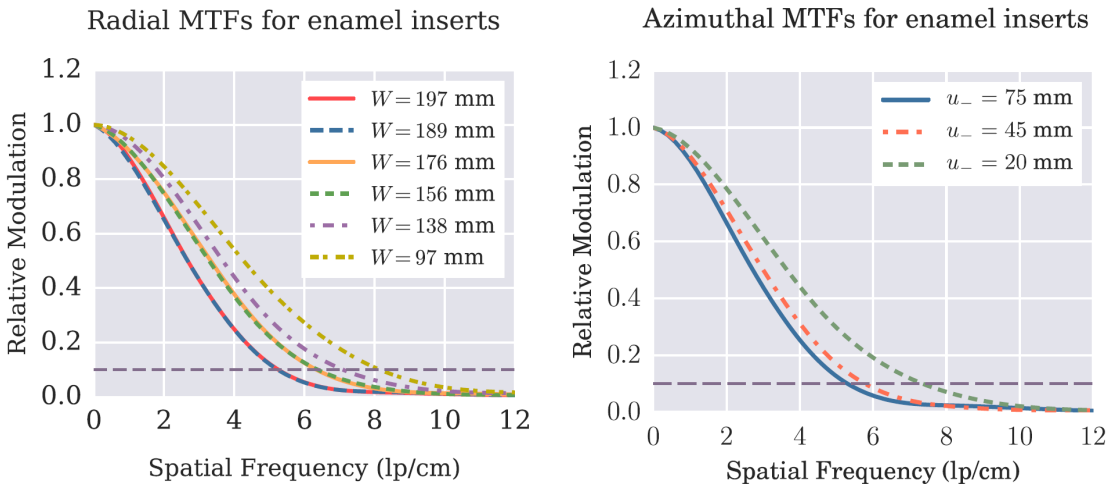 Radial MTFs for enamel inserts
Relative Modulation
1.2
1.0
0.8
0.6
0.4
0.2
0.0
0 2 4 6 8 10 12
Spatial Frequency (lp/cm)
W = 197 mm
W = 189 mm
W = 176 mm
W = 156 mm
W = 138 mm
W = 97 mm
Azimuthal MTFs for enamel inserts
Relative Modulation
1.2
1.0
0.8
0.6
0.4
0.2
0.0
0 2 4 6 8 10 12
Spatial Frequency (lp/cm)
u₋ = 75 mm
u₋ = 45 mm
u₋ = 20 mm